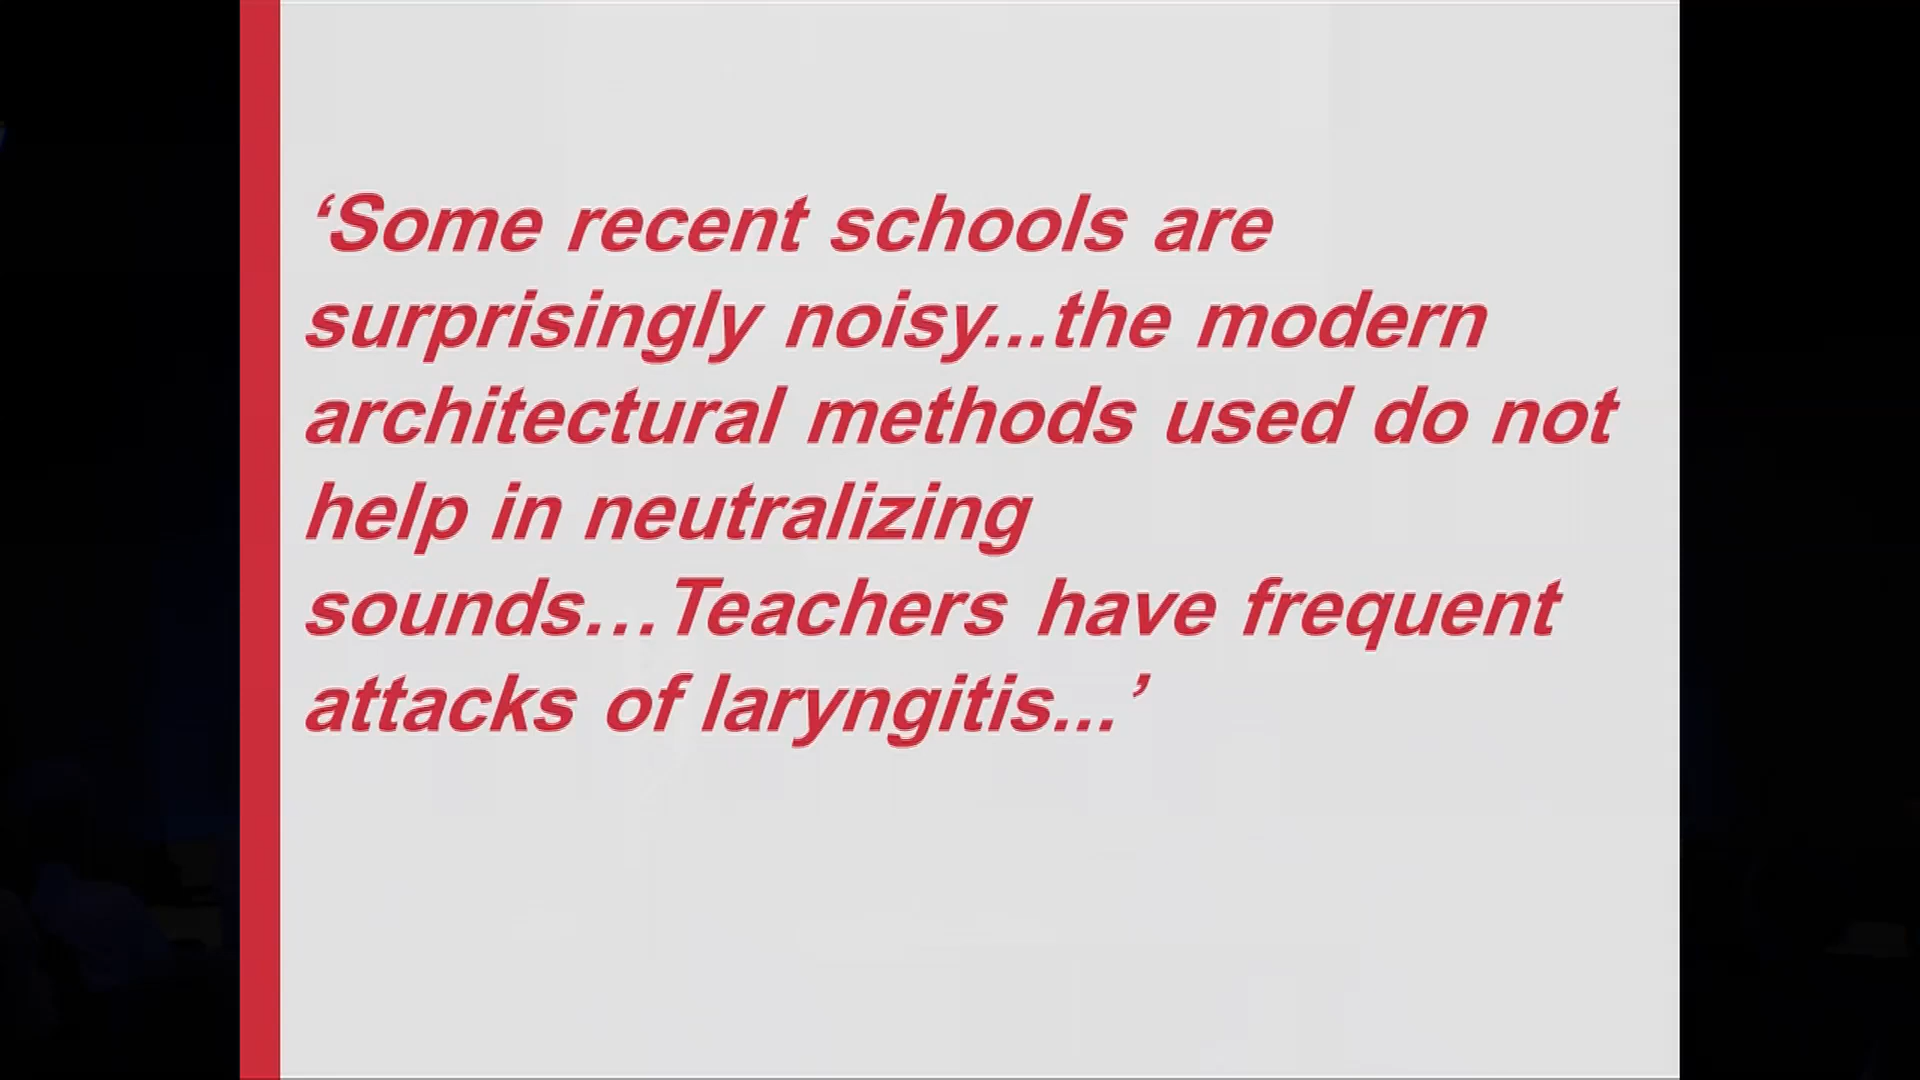 ‘Some recent schools are
surprisingly noisy...the modern
architectural methods used do not
help in neutralizing
sounds…Teachers have frequent
attacks of laryngitis...’